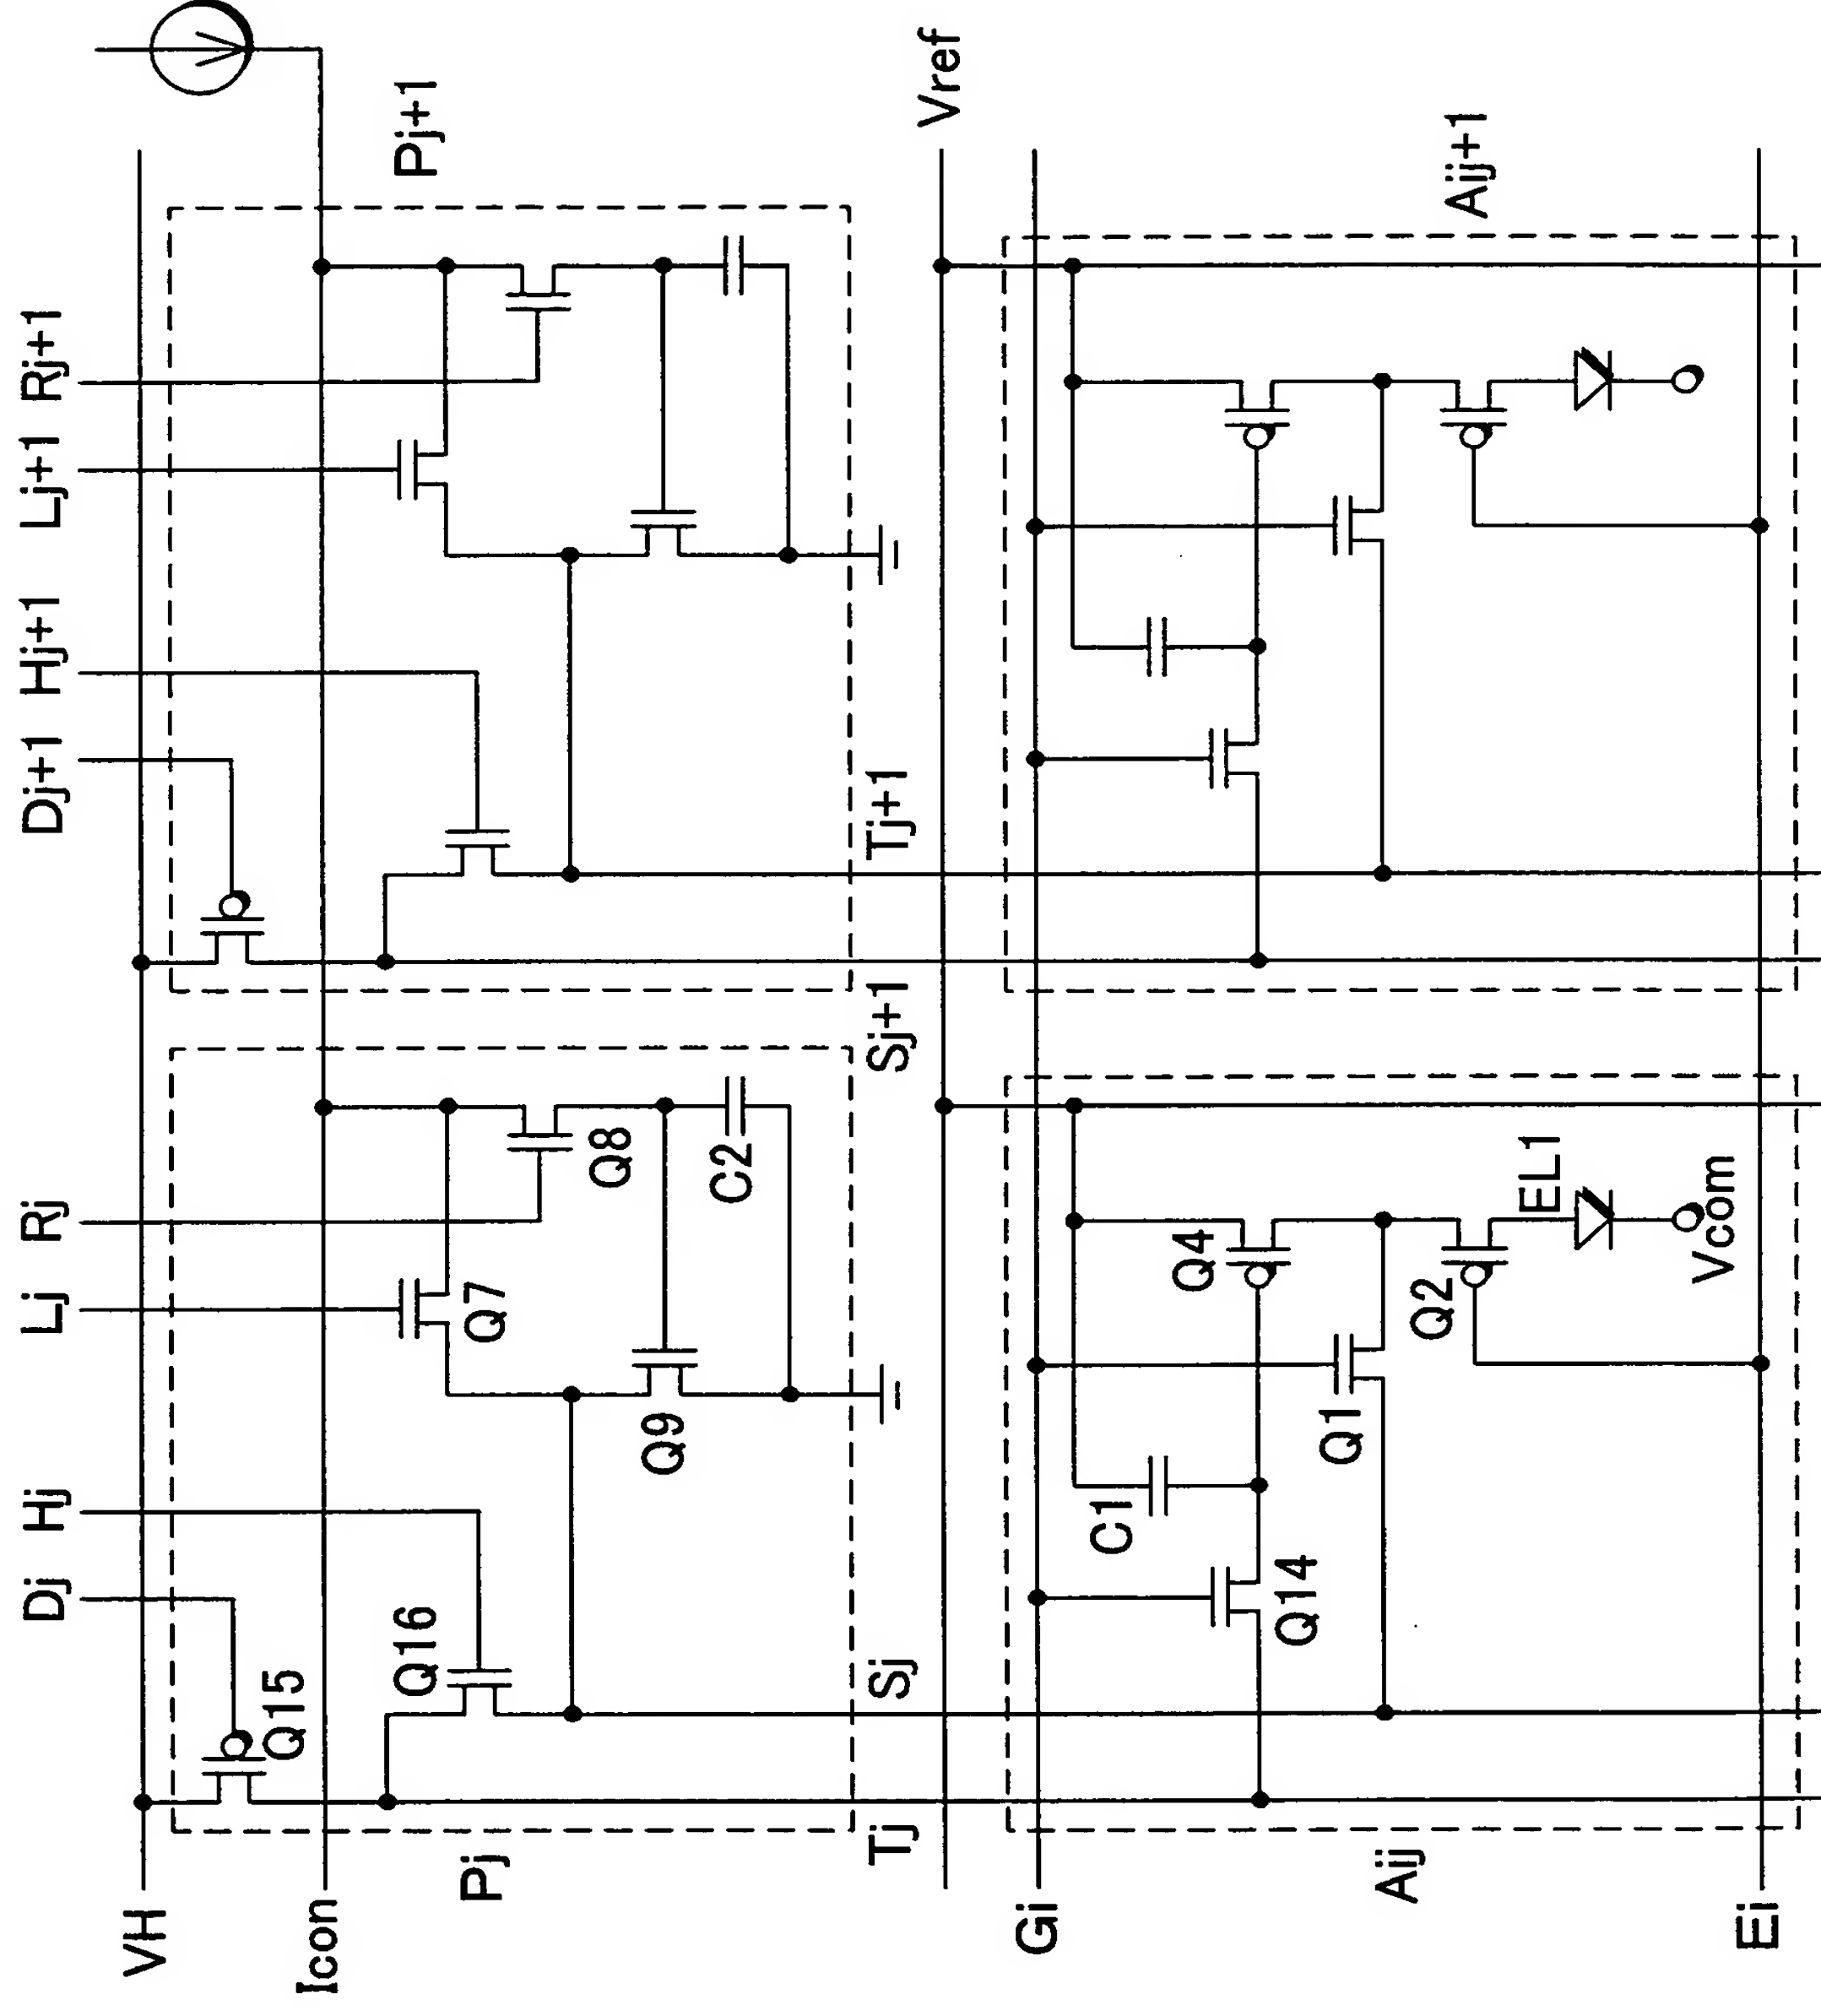 Dj
Hj
Lj
Rj
Dj+1
Hj+1
Lj+1
Rj+1
VH
Icon
Pj
Pj+1
Q15
Q16
Q7
Q8
Q9
C2
Tj
Sj
Sj+1
Tj+1
Vref
Gi
Aij
Aij+1
C1
Q14
Q1
Q4
Q2
EL1
Vcom
Ei